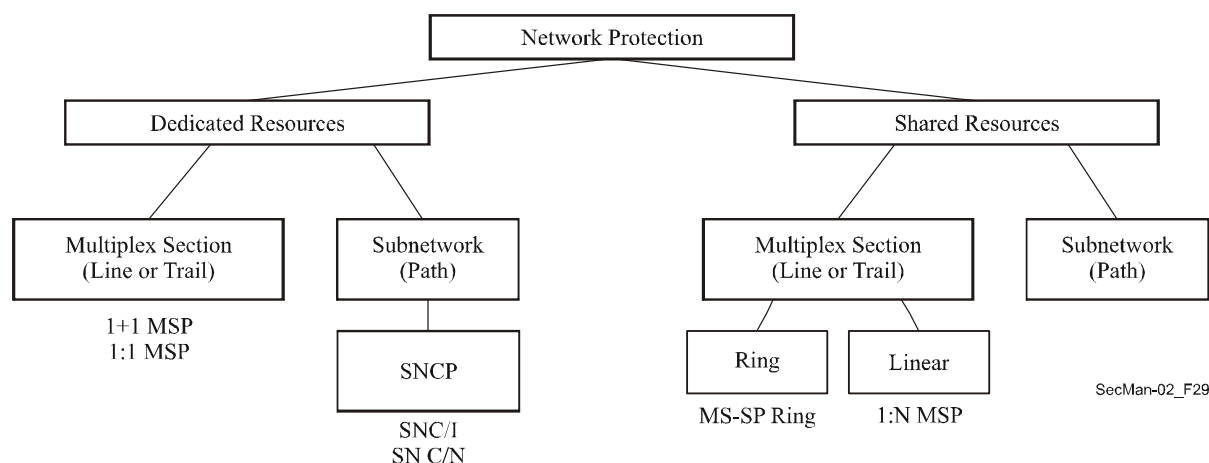 Network Protection
Dedicated Resources
Shared Resources
Multiplex Section
(Line or Trail)
Subnetwork
(Path)
Multiplex Section
(Line or Trail)
Subnetwork
(Path)
1+1 MSP
1:1 MSP
SNCP
Ring
Linear
SecMan-02_F29
MS-SP Ring
1:N MSP
SNC/I
SN C/N